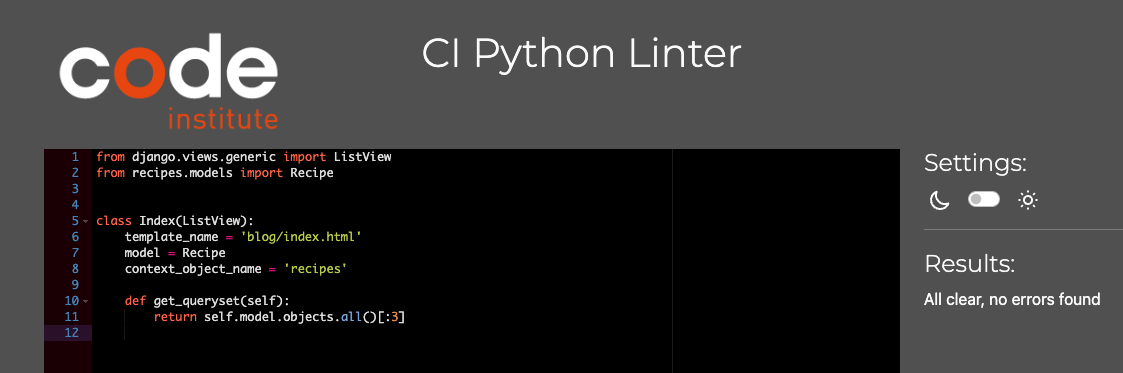 code
institute
CI Python Linter
1 from django.views.generic import ListView
2 from recipes.models import Recipe
3
4
5 class Index(ListView):
6     template_name = 'blog/index.html'
7     model = Recipe
8     context_object_name = 'recipes'
9
10     def get_queryset(self):
11         return self.model.objects.all()[:3]
12
Settings:
Results:
All clear, no errors found